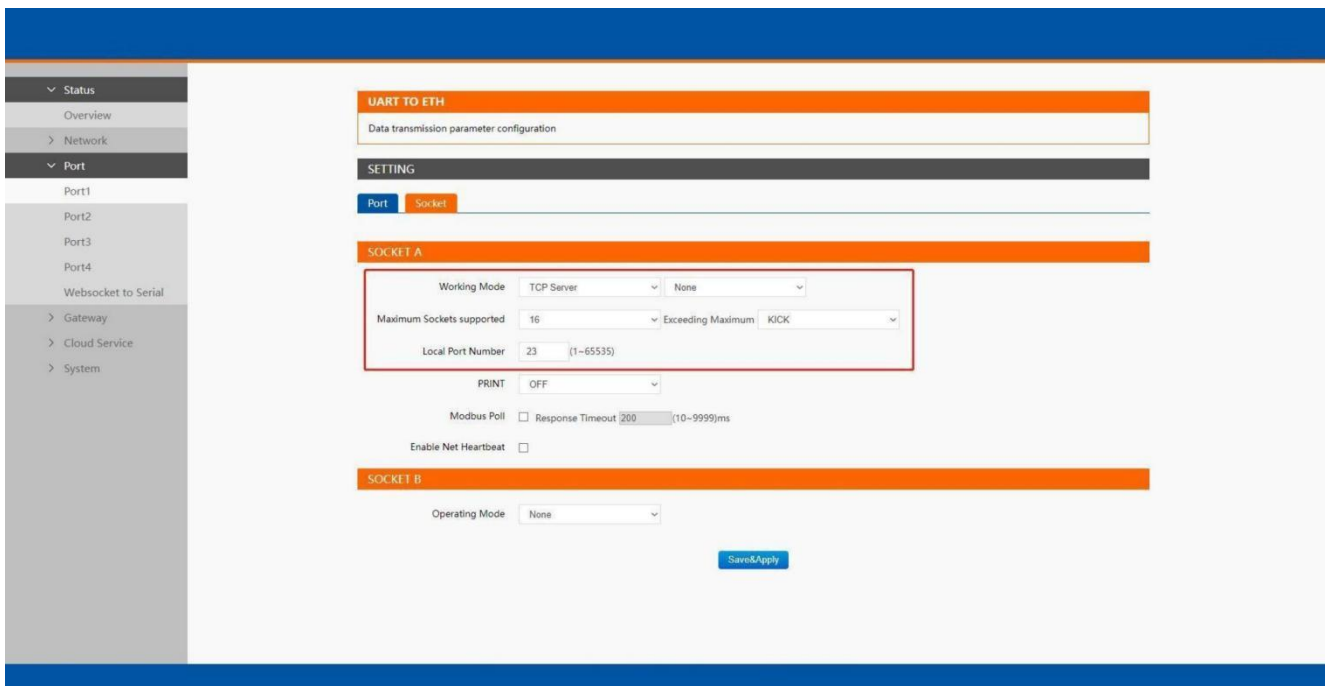 Status
Overview
Network
Port
Port1
Port2
Port3
Port4
Websocket to Serial
Gateway
Cloud Service
System
UART TO ETH
Data transmission parameter configuration
SETTING
Port Socket
SOCKET A
Working Mode TCP Server None
Maximum Sockets supported 16 Exceeding Maximum KICK
Local Port Number 23 (1~65535)
PRINT OFF
Modbus Poll Response Timeout 200 (10~9999)ms
Enable Net Heartbeat
SOCKET B
Operating Mode None
Save&Apply